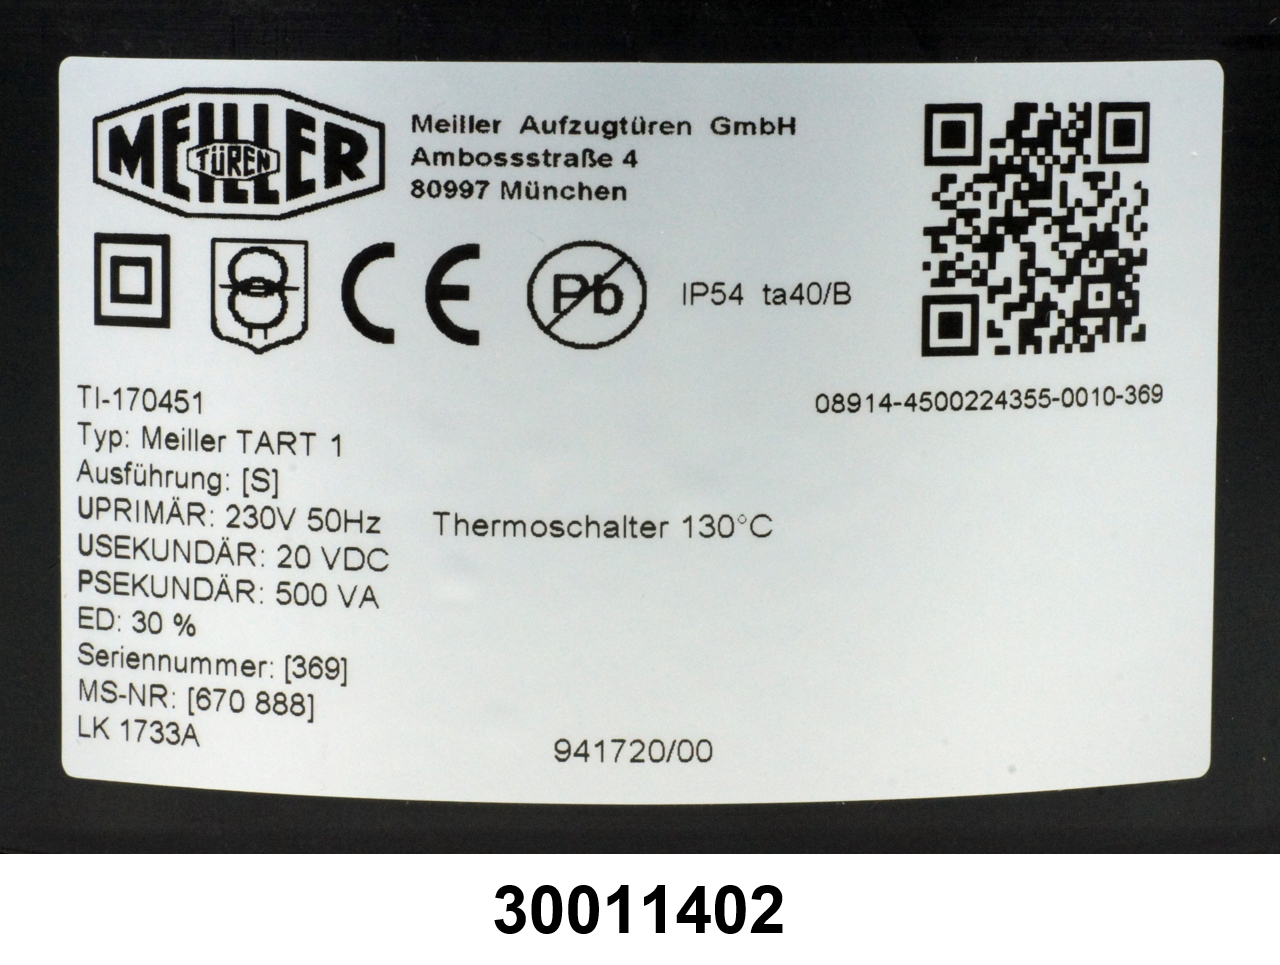 MEILLER
TÜREN
Meiller Aufzugtüren GmbH
Ambossstraße 4
80997 München
CE
Pb
IP54 ta40/B
08914-4500224355-0010-369
TI-170451
Typ: Meiller TART 1
Ausführung: [S]
UPRIMÄR: 230V 50Hz Thermoschalter 130°C
USEKUNDÄR: 20 VDC
PSEKUNDÄR: 500 VA
ED: 30 %
Seriennummer: [369]
MS-NR: [670 888]
LK 1733A
941720/00
30011402